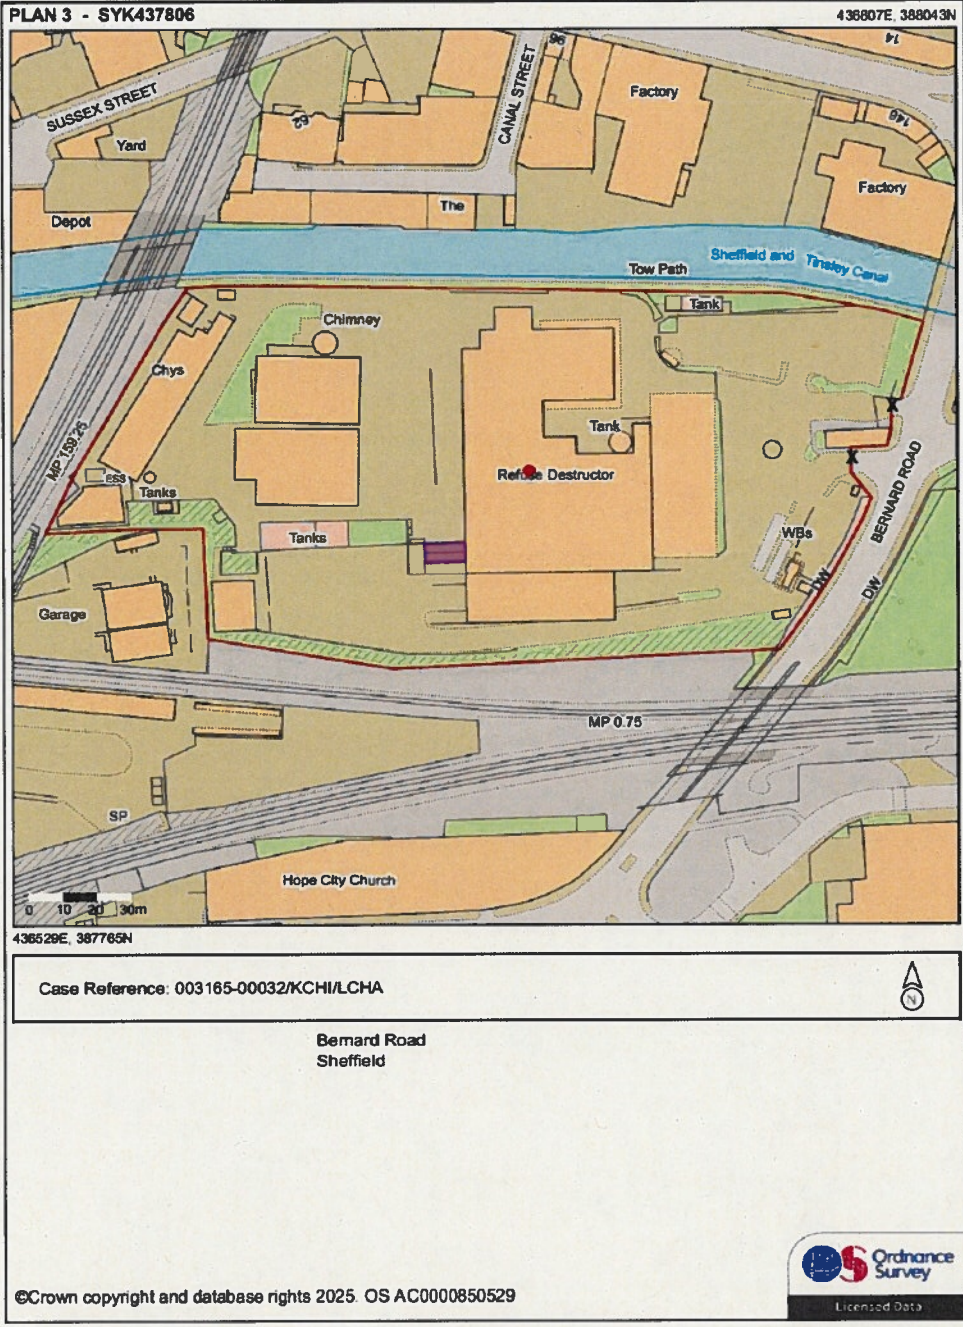 PLAN 3 - SYK437806
436807E, 388043N
SUSSEX STREET
Yard
62
CANAL STREET
96
Factory
14
146
Factory
Depot
The
Sheffield and Tinsley Canal
Tow Path
Tank
Chimney
Chys
MP 159.25
ESS
Tanks
Tank
Refuse Destructor
X
X
BERNARD ROAD
Tanks
WBs
DW
DW
Garage
MP 0.75
SP
Hope City Church
0 10 20 30m
436529E, 387765N
Case Reference: 003165-00032/KCHI/LCHA
N
Bernard Road
Sheffield
©Crown copyright and database rights 2025. OS AC0000850529
OS Ordnance
Survey
Licensed Data